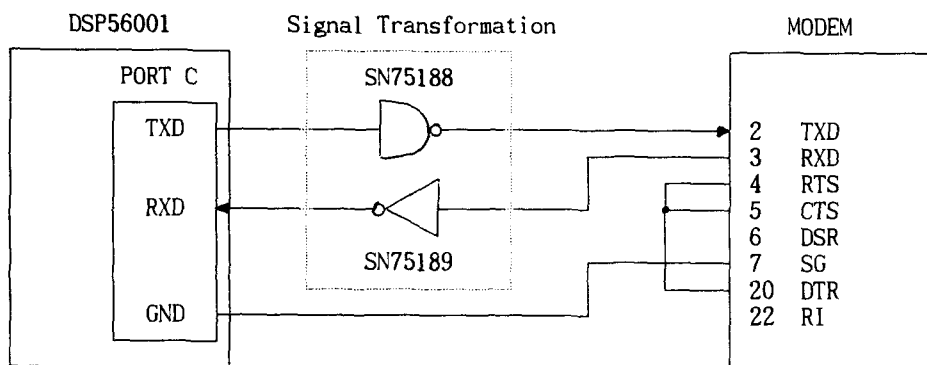 DSP56001 Signal Transformation MODEM
PORT C SN75188
TXD 2 TXD
3 RXD
4 RTS
RXD 5 CTS
6 DSR
SN75189 7 SG
20 DTR
GND 22 RI